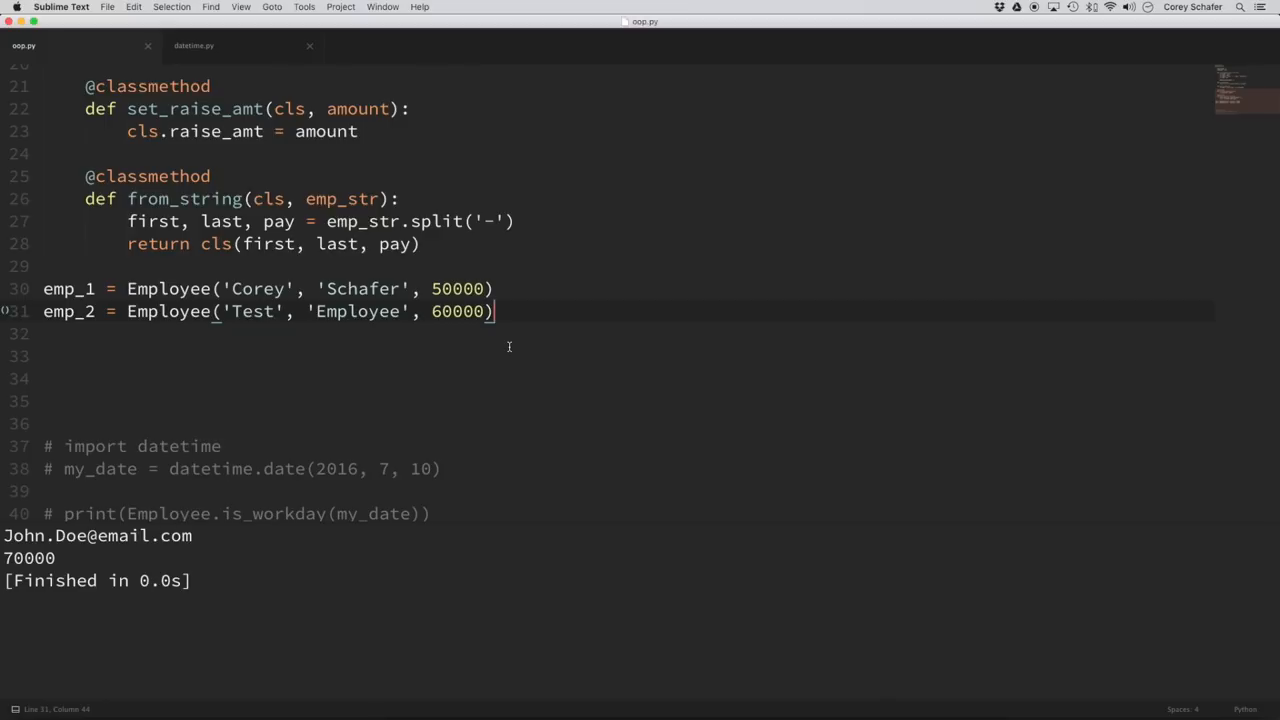 Sublime Text File Edit Selection Find View Goto Tools Project Window Help Corey Schafer
oop.py
oop.py datetime.py
20
21 @classmethod
22 def set_raise_amt(cls, amount):
23 cls.raise_amt = amount
24
25 @classmethod
26 def from_string(cls, emp_str):
27 first, last, pay = emp_str.split('-')
28 return cls(first, last, pay)
29
30 emp_1 = Employee('Corey', 'Schafer', 50000)
31 emp_2 = Employee('Test', 'Employee', 60000)
32
33
34
35
36
37 # import datetime
38 # my_date = datetime.date(2016, 7, 10)
39
40 # print(Employee.is_workday(my_date))
John.Doe@email.com
70000
[Finished in 0.0s]
Line 31, Column 44 Spaces: 4 Python